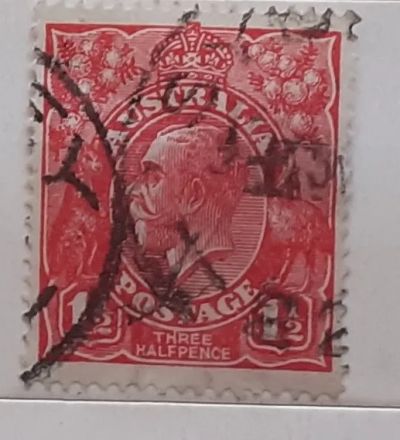 AUSTRALIA
POSTAGE
1½ 1½
THREE
HALFPENCE